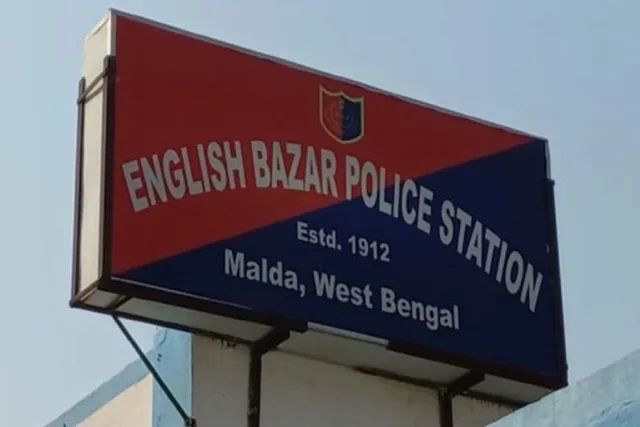 ENGLISH BAZAR POLICE STATION
Estd. 1912
Malda, West Bengal